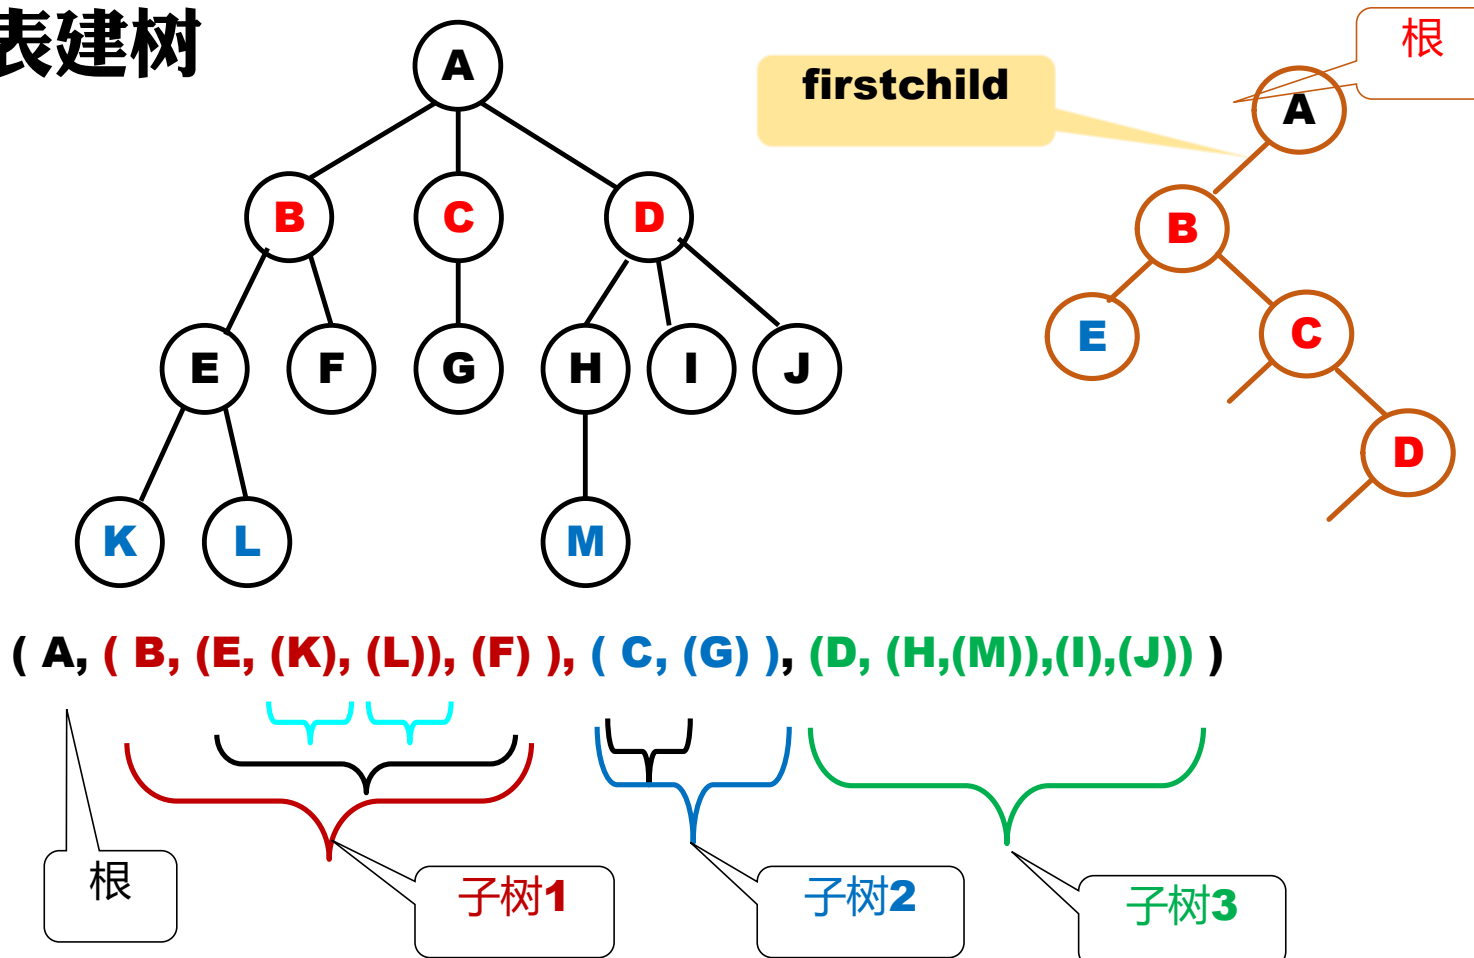 表建树
A
B
C
D
E
F
G
H
I
J
K
L
M
firstchild
根
A
B
E
C
D
( A, ( B, (E, (K), (L)), (F) ), ( C, (G) ), (D, (H,(M)),(I),(J)) )
根
子树1
子树2
子树3